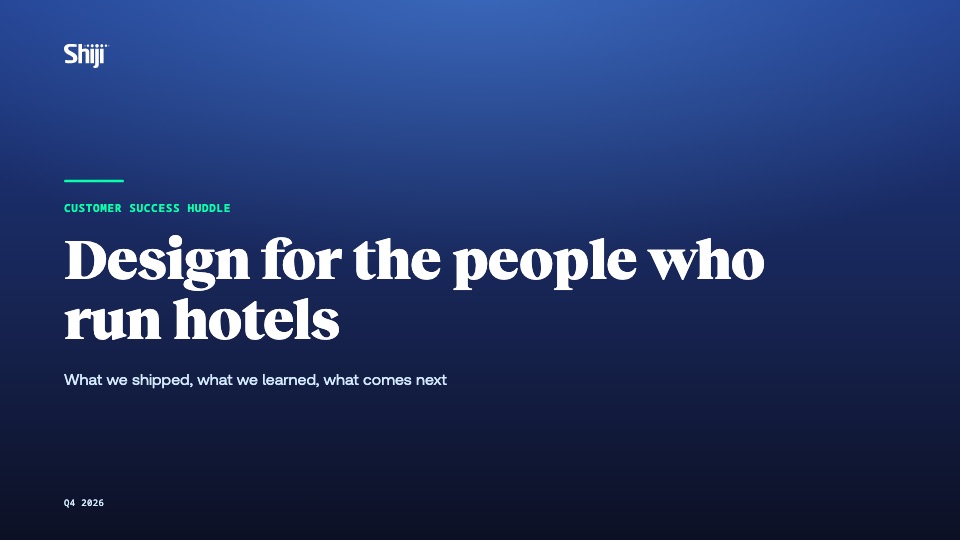 Shiji
CUSTOMER SUCCESS HUDDLE
Design for the people who
run hotels
What we shipped, what we learned, what comes next
Q4 2026